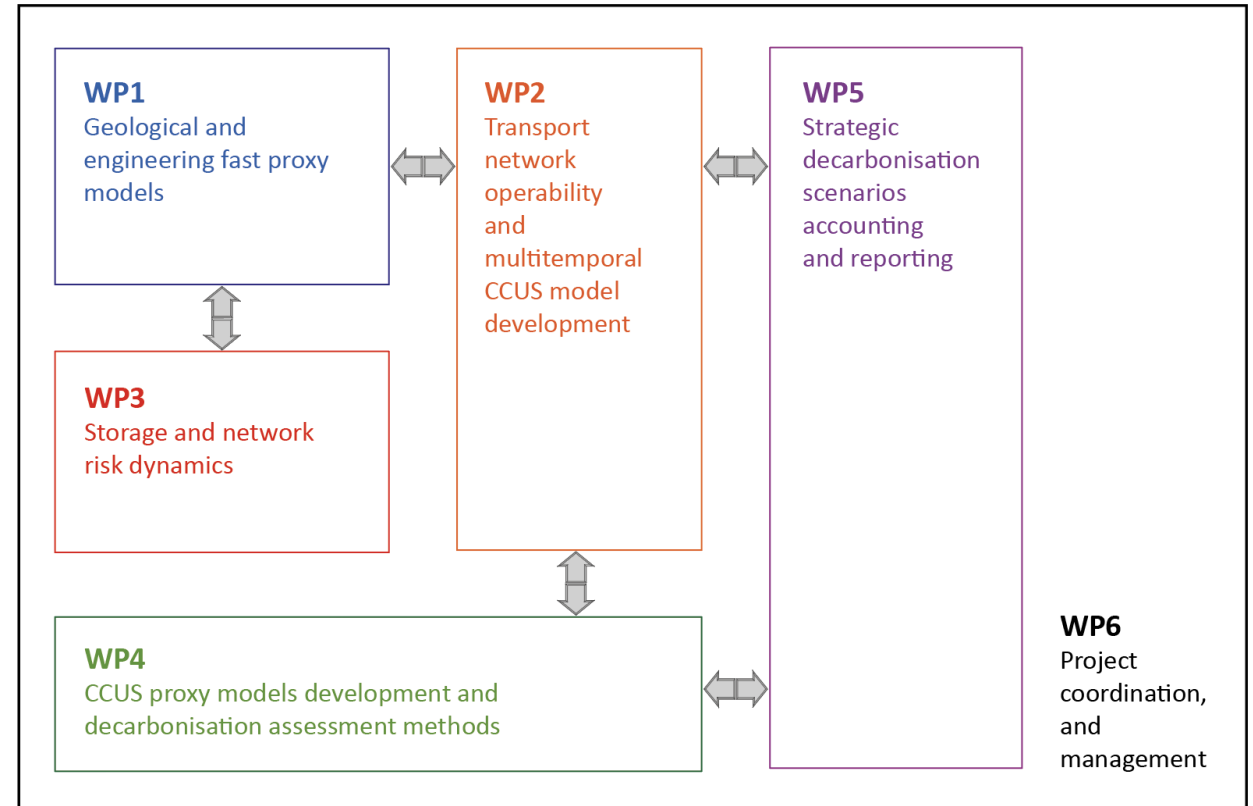 WP1
Geological and
engineering fast proxy
models
WP2
Transport
network
operability
and
multitemporal
CCUS model
development
WP5
Strategic
decarbonisation
scenarios
accounting
and reporting
WP3
Storage and network
risk dynamics
WP4
CCUS proxy models development and
decarbonisation assessment methods
WP6
Project
coordination,
and
management